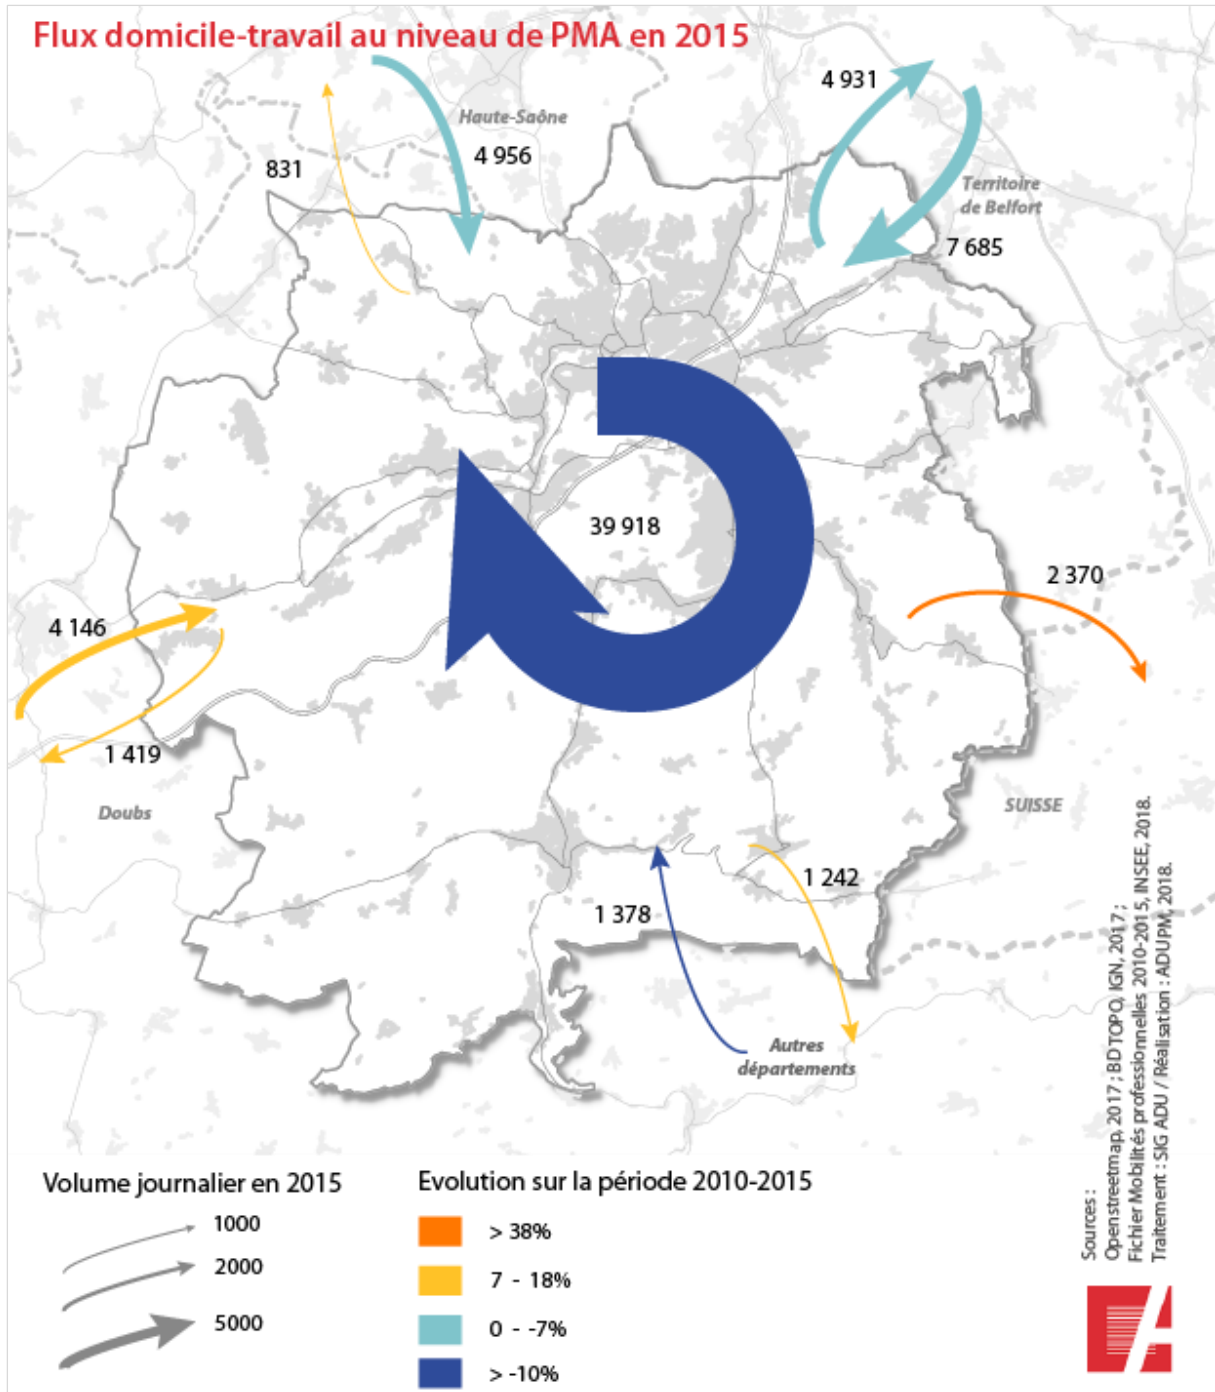 Flux domicile-travail au niveau de PMA en 2015
4 931
Haute-Saône
4 956
831
Territoire
de Belfort
7 685
39 918
2 370
4 146
1 419
Doubs
SUISSE
1 242
1 378
Autres
départements
Volume journalier en 2015
1000
2000
5000
Evolution sur la période 2010-2015
> 38%
7 - 18%
0 - -7%
> -10%
Sources :
Openstreetmap, 2017 ; BD TOPO, IGN, 2017 ;
Fichier Mobilités professionnelles 2010-2015, INSEE, 2018.
Traitement : SIG ADU / Réalisation : ADUPM, 2018.